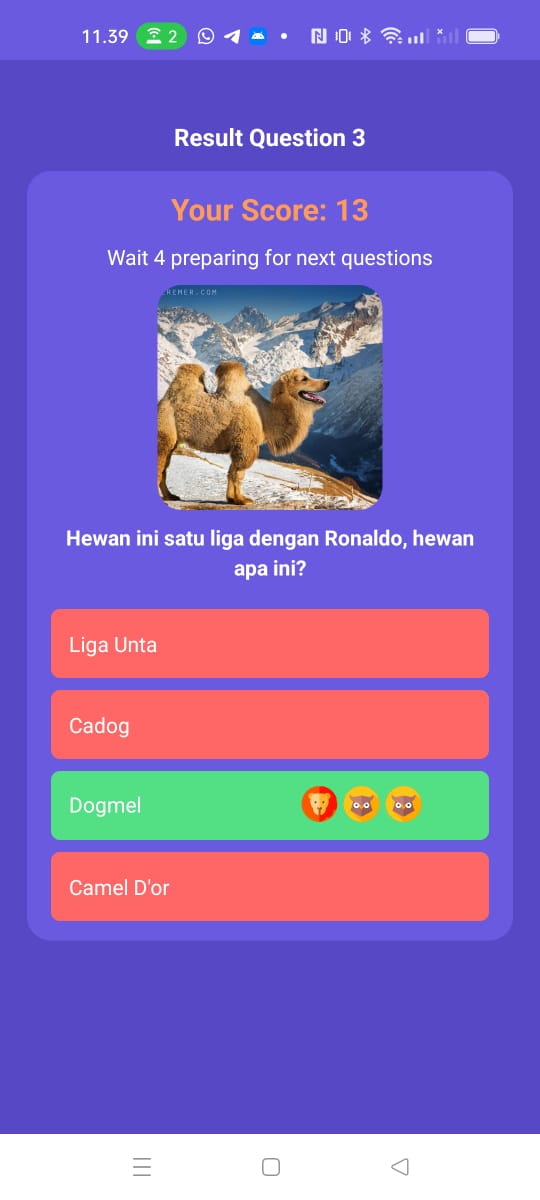 11.39
2
Result Question 3
Your Score: 13
Wait 4 preparing for next questions
REMER.COM
Hewan ini satu liga dengan Ronaldo, hewan
apa ini?
Liga Unta
Cadog
Dogmel
Camel D'or